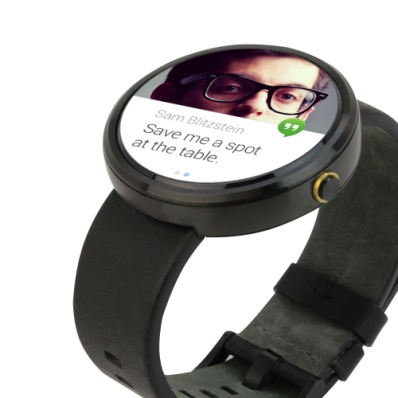 Sam Blitzstein
Save me a spot
at the table.